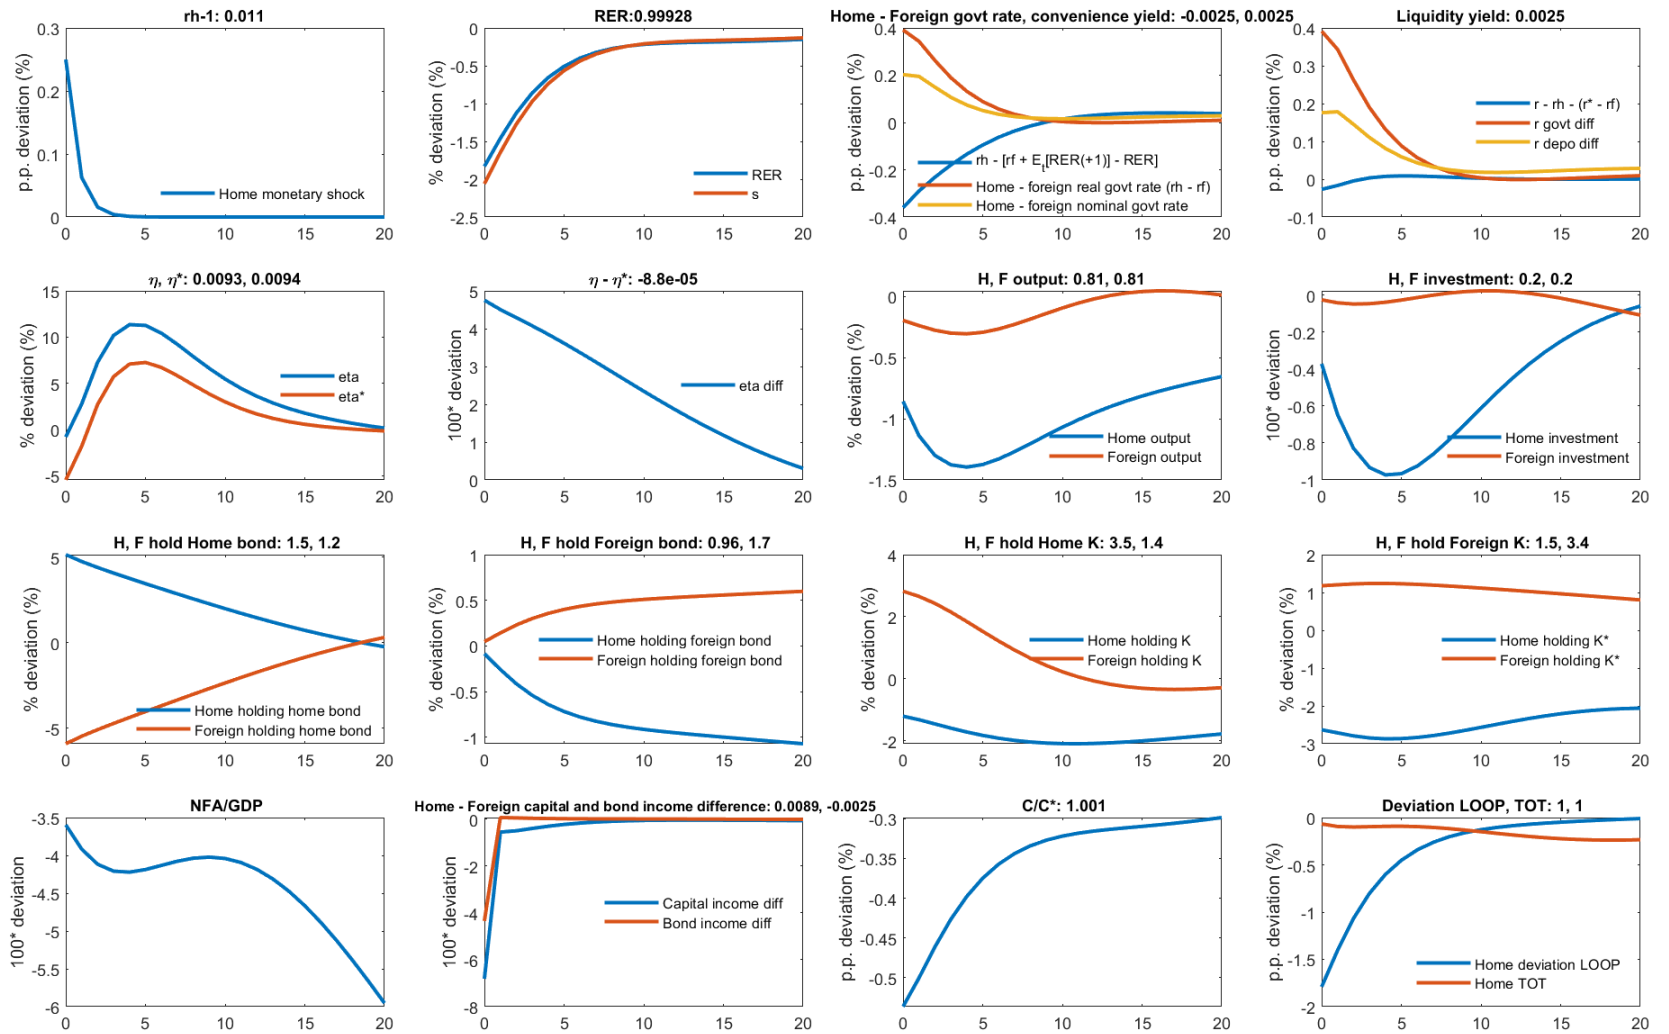 rh-1: 0.011
p.p. deviation (%)
0.3
0.2
0.1
0
0 5 10 15 20
Home monetary shock
RER:0.99928
% deviation (%)
0
-0.5
-1
-1.5
-2
-2.5
0 5 10 15 20
RER
s
Home - Foreign govt rate, convenience yield: -0.0025, 0.0025
p.p. deviation (%)
0.4
0.2
0
-0.2
-0.4
0 5 10 15 20
rh - [rf + E_t[RER(+1)] - RER]
Home - foreign real govt rate (rh - rf)
Home - foreign nominal govt rate
Liquidity yield: 0.0025
p.p. deviation (%)
0.4
0.3
0.2
0.1
0
-0.1
0 5 10 15 20
r - rh - (r* - rf)
r govt diff
r depo diff
η, η*: 0.0093, 0.0094
% deviation (%)
15
10
5
0
-5
0 5 10 15 20
eta
eta*
η - η*: -8.8e-05
100* deviation
5
4
3
2
1
0
0 5 10 15 20
eta diff
H, F output: 0.81, 0.81
% deviation (%)
0
-0.5
-1
-1.5
0 5 10 15 20
Home output
Foreign output
H, F investment: 0.2, 0.2
100* deviation
0
-0.2
-0.4
-0.6
-0.8
-1
0 5 10 15 20
Home investment
Foreign investment
H, F hold Home bond: 1.5, 1.2
% deviation (%)
5
0
-5
0 5 10 15 20
Home holding home bond
Foreign holding home bond
H, F hold Foreign bond: 0.96, 1.7
% deviation (%)
1
0.5
0
-0.5
-1
0 5 10 15 20
Home holding foreign bond
Foreign holding foreign bond
H, F hold Home K: 3.5, 1.4
% deviation (%)
4
2
0
-2
0 5 10 15 20
Home holding K
Foreign holding K
H, F hold Foreign K: 1.5, 3.4
% deviation (%)
2
1
0
-1
-2
-3
0 5 10 15 20
Home holding K*
Foreign holding K*
NFA/GDP
100* deviation
-3.5
-4
-4.5
-5
-5.5
-6
0 5 10 15 20
Home - Foreign capital and bond income difference: 0.0089, -0.0025
100* deviation
0
-2
-4
-6
-8
0 5 10 15 20
Capital income diff
Bond income diff
C/C*: 1.001
p.p. deviation (%)
-0.3
-0.35
-0.4
-0.45
-0.5
0 5 10 15 20
Deviation LOOP, TOT: 1, 1
p.p. deviation (%)
0
-0.5
-1
-1.5
-2
0 5 10 15 20
Home deviation LOOP
Home TOT